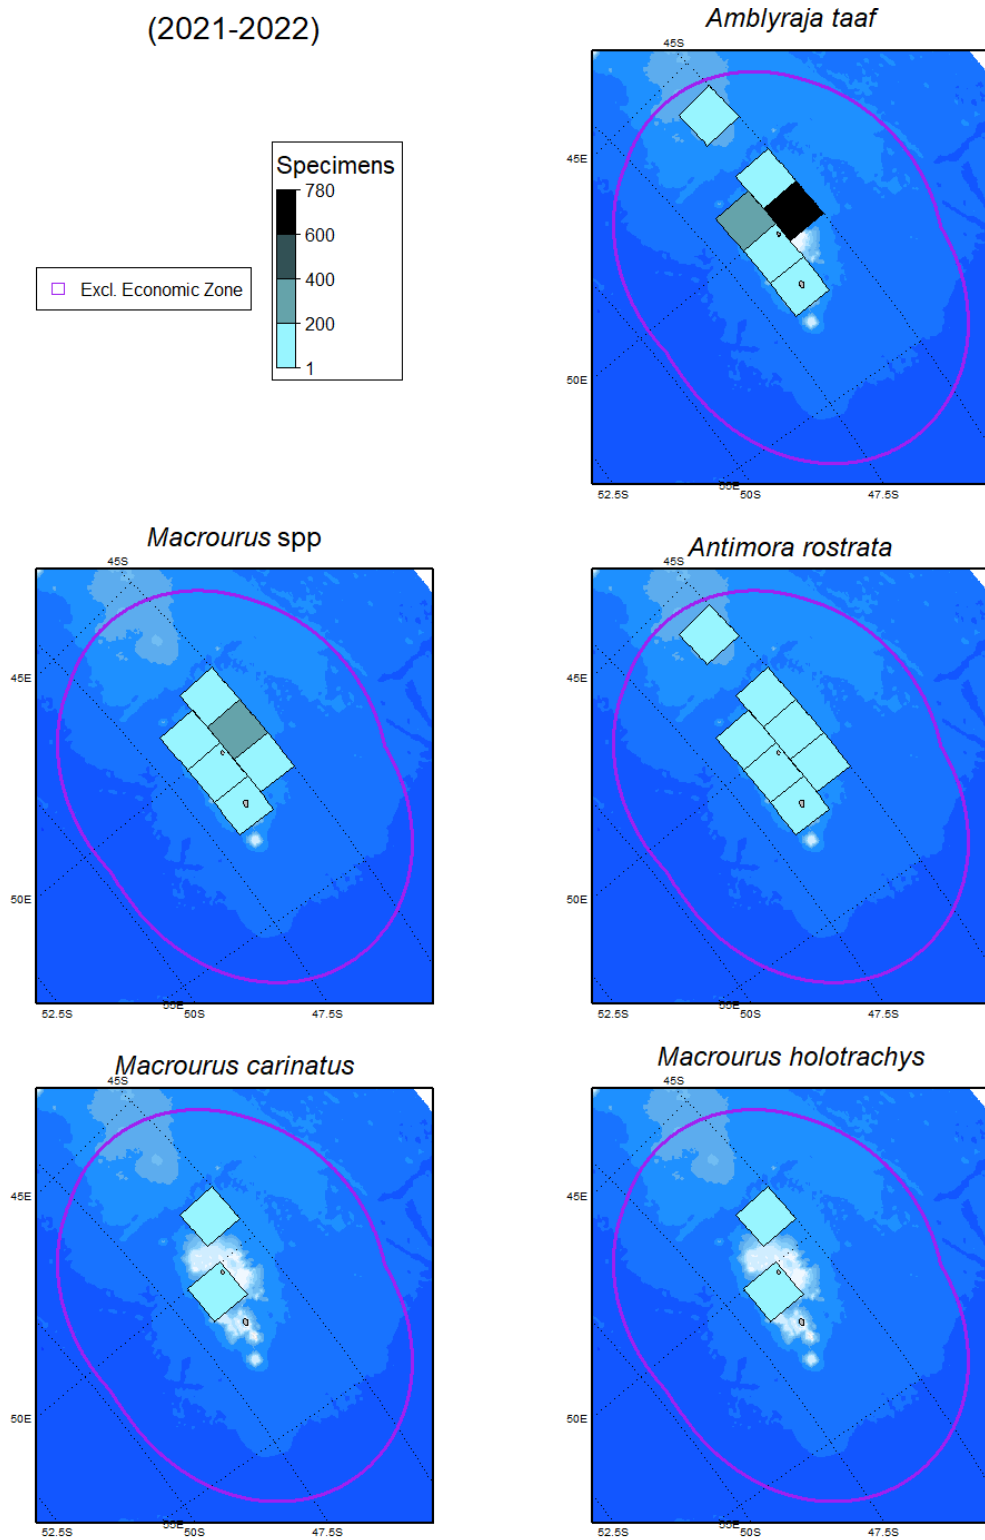 (2021-2022)
Amblyraja taaf
Specimens
780
600
400
200
1
Excl. Economic Zone
45S
45E
50E
52.5S
55E
50S
47.5S
Macrourus spp
45S
45E
50E
52.5S
55E
50S
47.5S
Antimora rostrata
45S
45E
50E
52.5S
55E
50S
47.5S
Macrourus carinatus
45S
45E
50E
52.5S
50S
47.5S
Macrourus holotrachys
45S
45E
50E
52.5S
50S
47.5S